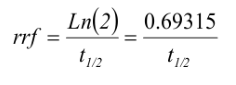 rrf = Ln(2) / t1/2 = 0.69315 / t1/2